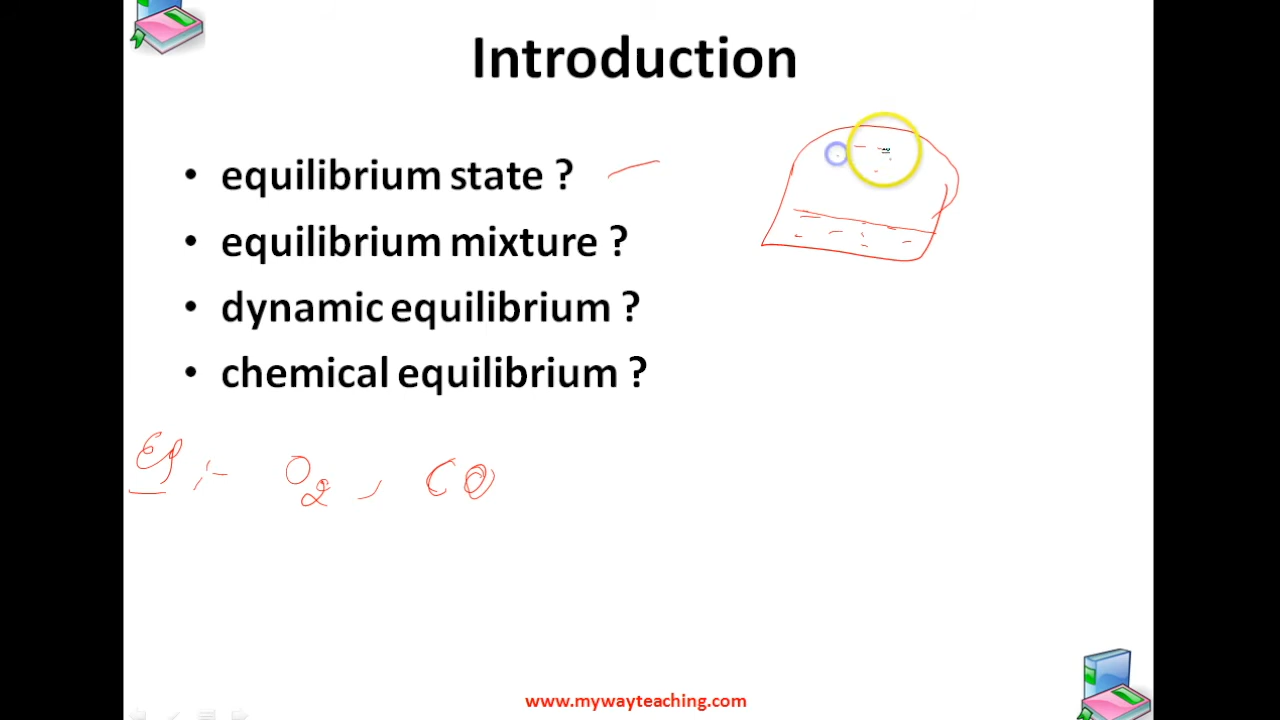 Introduction
• equilibrium state ?
• equilibrium mixture ?
• dynamic equilibrium ?
• chemical equilibrium ?
Eg :- O2 , CO
www.mywayteaching.com